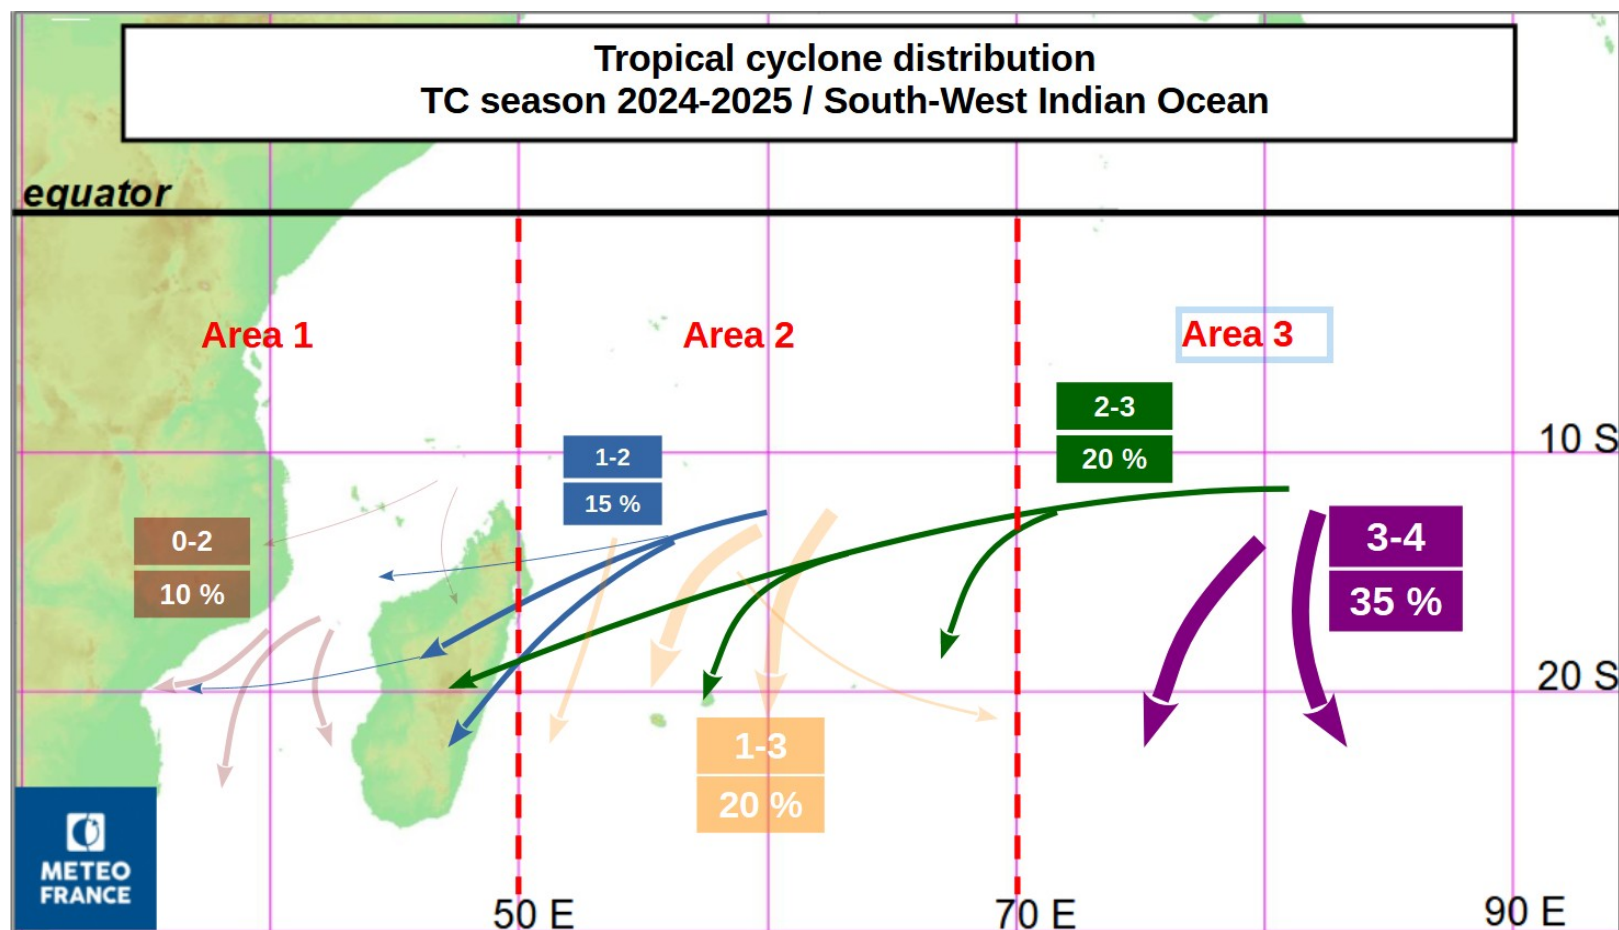 Tropical cyclone distribution
TC season 2024-2025 / South-West Indian Ocean
equator
Area 1
Area 2
Area 3
2-3
20 %
10 S
1-2
15 %
0-2
10 %
3-4
35 %
20 S
1-3
20 %
METEO
FRANCE
50 E
70 E
90 E